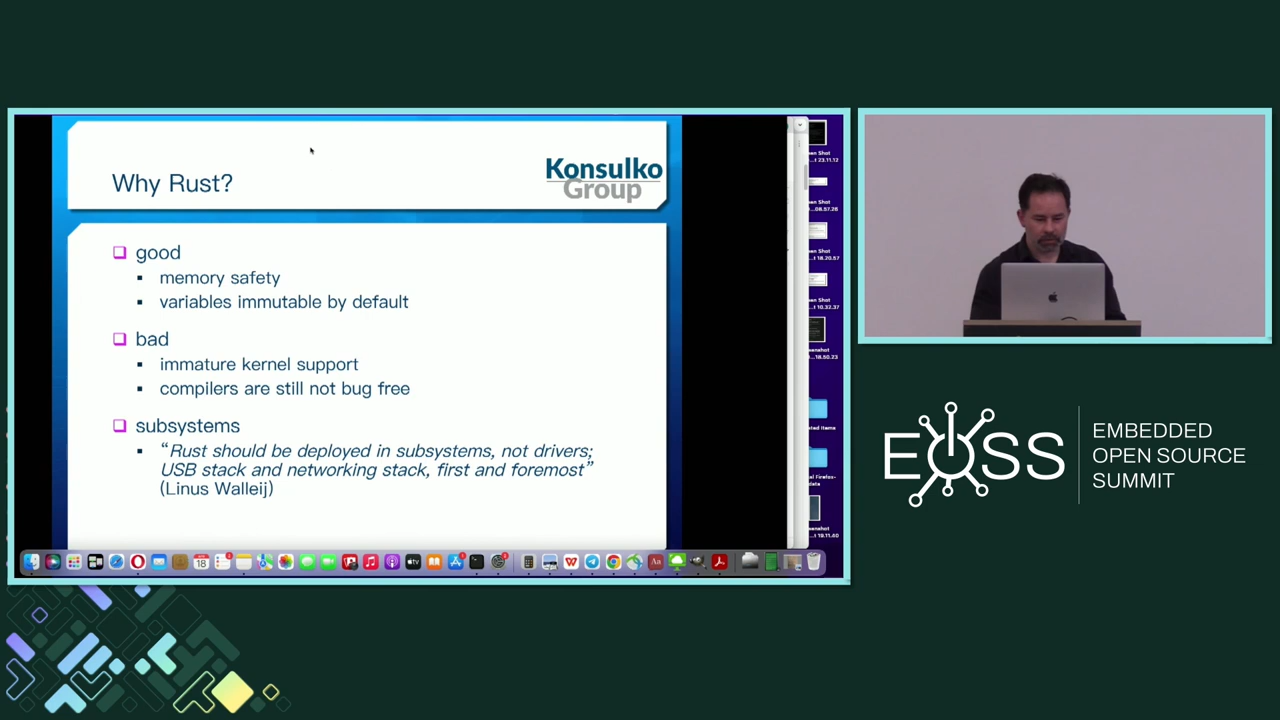 Why Rust?
Konsulko
Group
good
memory safety
variables immutable by default
bad
immature kernel support
compilers are still not bug free
subsystems
“Rust should be deployed in subsystems, not drivers;
USB stack and networking stack, first and foremost”
(Linus Walleij)
EOSS
EMBEDDED
OPEN SOURCE
SUMMIT